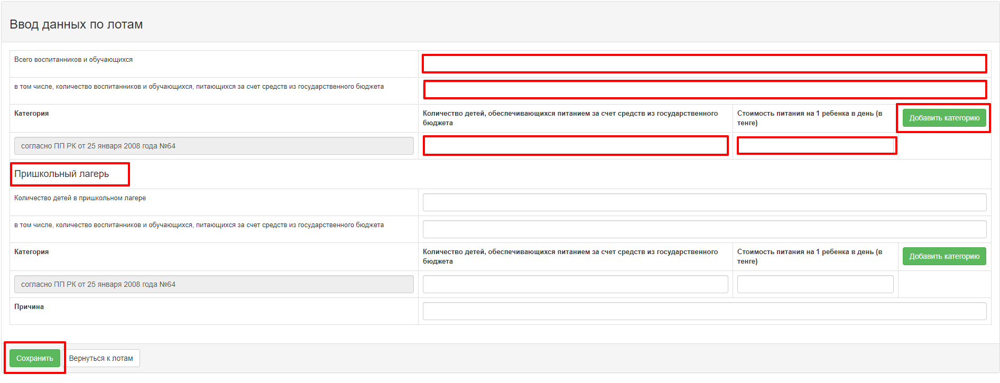 Ввод данных по лотам
Всего воспитанников и обучающихся
в том числе, количество воспитанников и обучающихся, питающихся за счет средств из государственного бюджета
Категория
Количество детей, обеспечивающихся питанием за счет средств из государственного
бюджета
Стоимость питания на 1 ребенка в день (в
тенге)
Добавить категорию
согласно ПП РК от 25 января 2008 года №64
Пришкольный лагерь
Количество детей в пришкольном лагере
в том числе, количество воспитанников и обучающихся, питающихся за счет средств из государственного бюджета
Категория
Количество детей, обеспечивающихся питанием за счет средств из государственного
бюджета
Стоимость питания на 1 ребенка в день (в
тенге)
Добавить категорию
согласно ПП РК от 25 января 2008 года №64
Причина
Сохранить
Вернуться к лотам